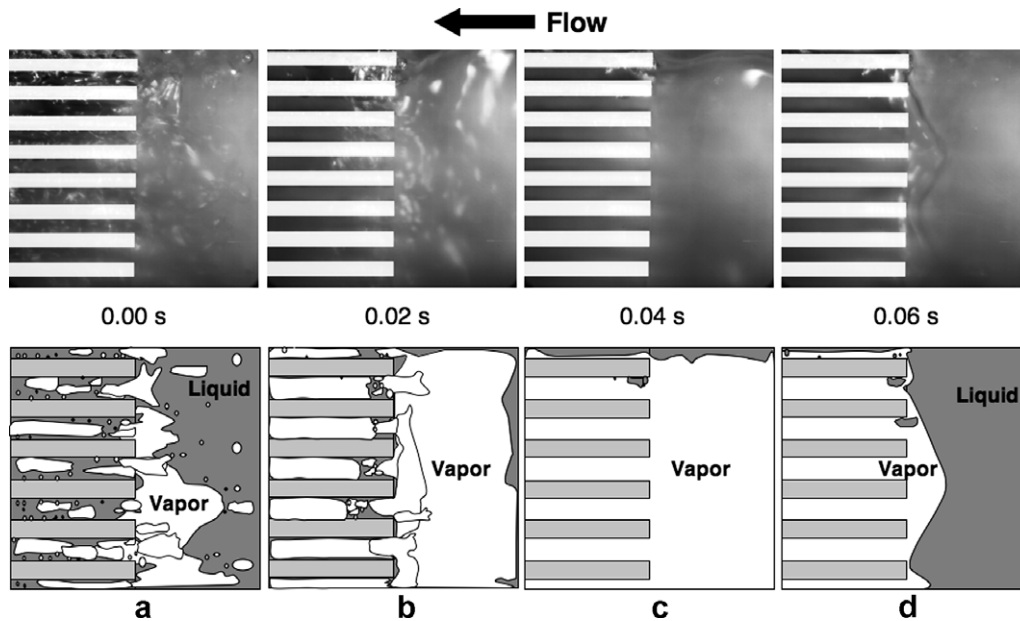 Flow
0.00 s 0.02 s 0.04 s 0.06 s
Liquid
Vapor
Vapor
Vapor
Liquid
Vapor
a b c d